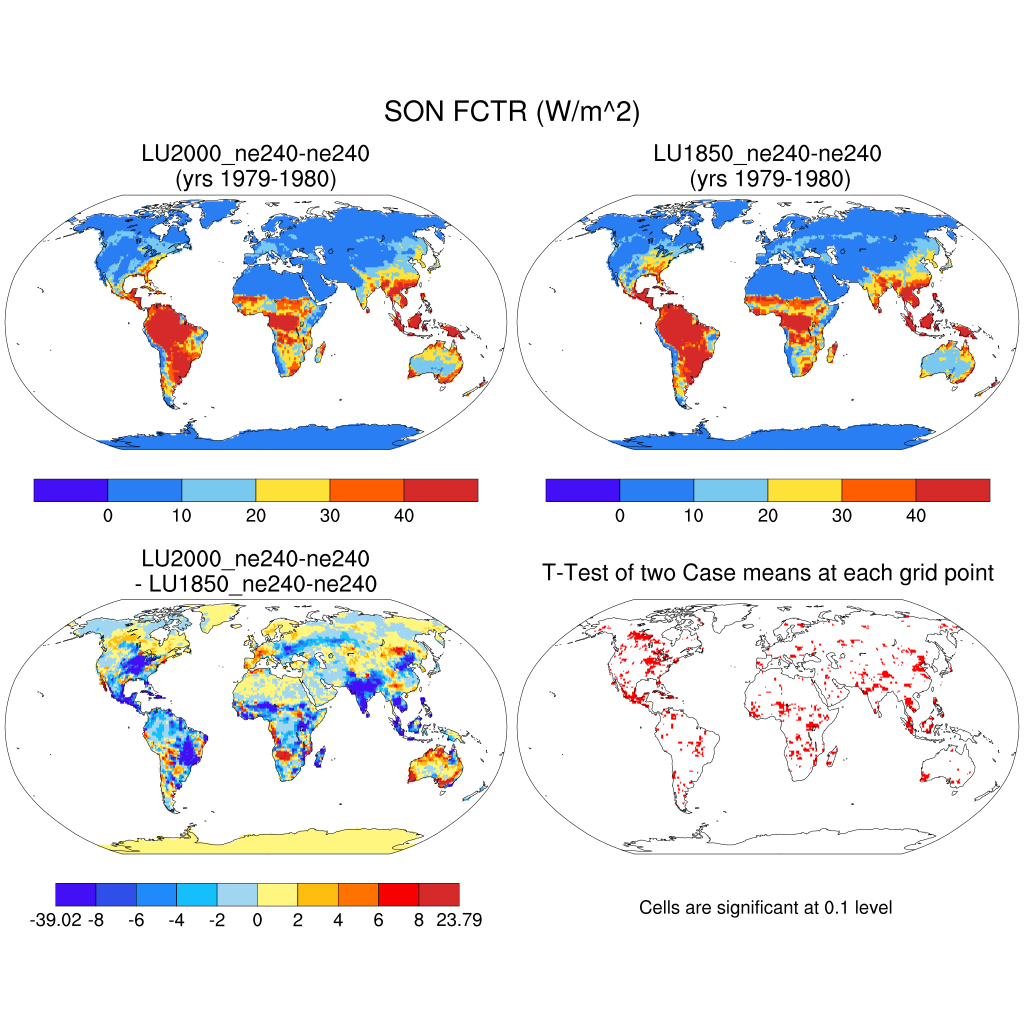 SON FCTR (W/m^2)
LU2000_ne240-ne240
(yrs 1979-1980)
LU1850_ne240-ne240
(yrs 1979-1980)
0 10 20 30 40
0 10 20 30 40
LU2000_ne240-ne240
- LU1850_ne240-ne240
T-Test of two Case means at each grid point
-39.02 -8 -6 -4 -2 0 2 4 6 8 23.79
Cells are significant at 0.1 level